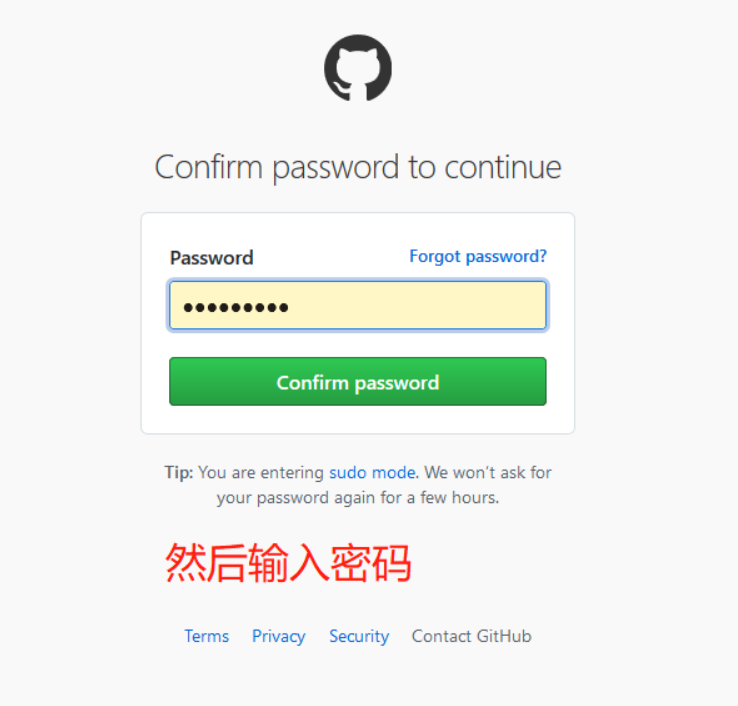 Confirm password to continue
Password Forgot password?
●●●●●●●●●
Confirm password
Tip: You are entering sudo mode. We won't ask for
your password again for a few hours.
然后输入密码
Terms Privacy Security Contact GitHub